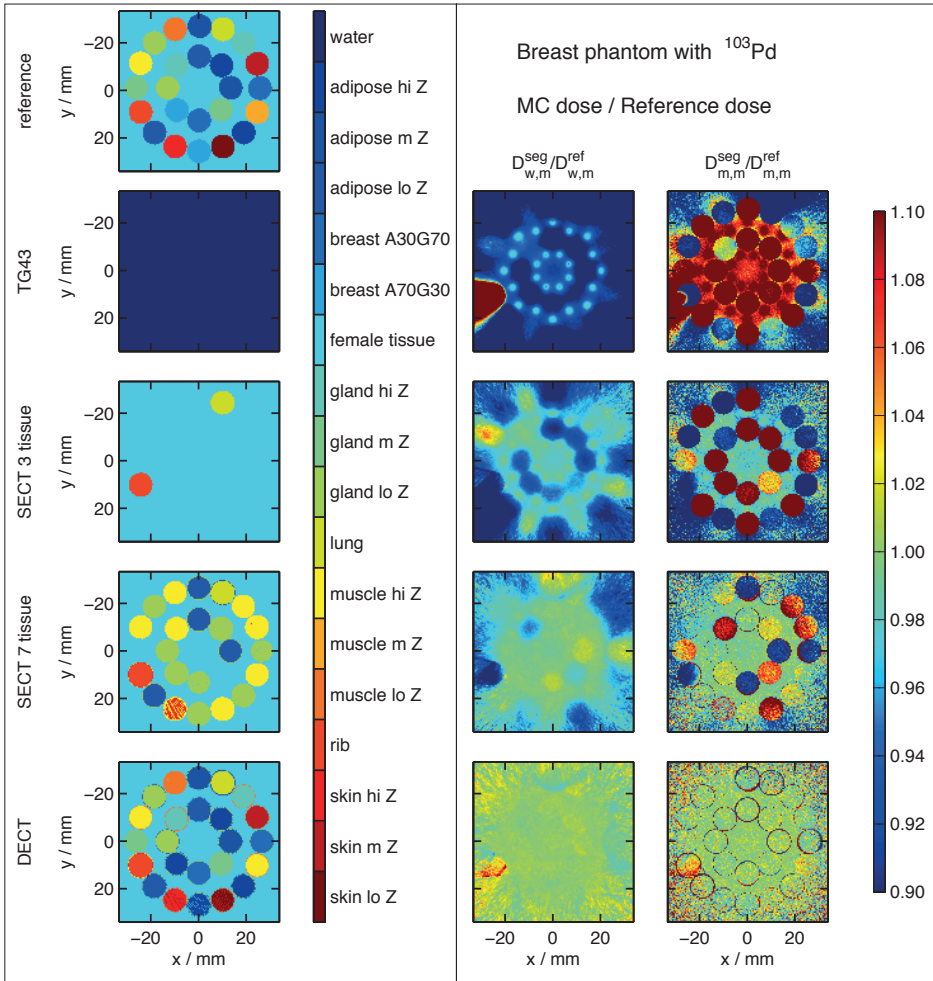 Breast phantom with ¹⁰³Pd
MC dose / Reference dose
D^seg_w,m/D^ref_w,m
D^seg_m,m/D^ref_m,m
reference
y / mm
−20
0
20
TG43
y / mm
−20
0
20
SECT 3 tissue
y / mm
−20
0
20
SECT 7 tissue
y / mm
−20
0
20
DECT
y / mm
−20
0
20
−20 0 20
x / mm
water
adipose hi Z
adipose m Z
adipose lo Z
breast A30G70
breast A70G30
female tissue
gland hi Z
gland m Z
gland lo Z
lung
muscle hi Z
muscle m Z
muscle lo Z
rib
skin hi Z
skin m Z
skin lo Z
−20 0 20
x / mm
−20 0 20
x / mm
1.10
1.08
1.06
1.04
1.02
1.00
0.98
0.96
0.94
0.92
0.90